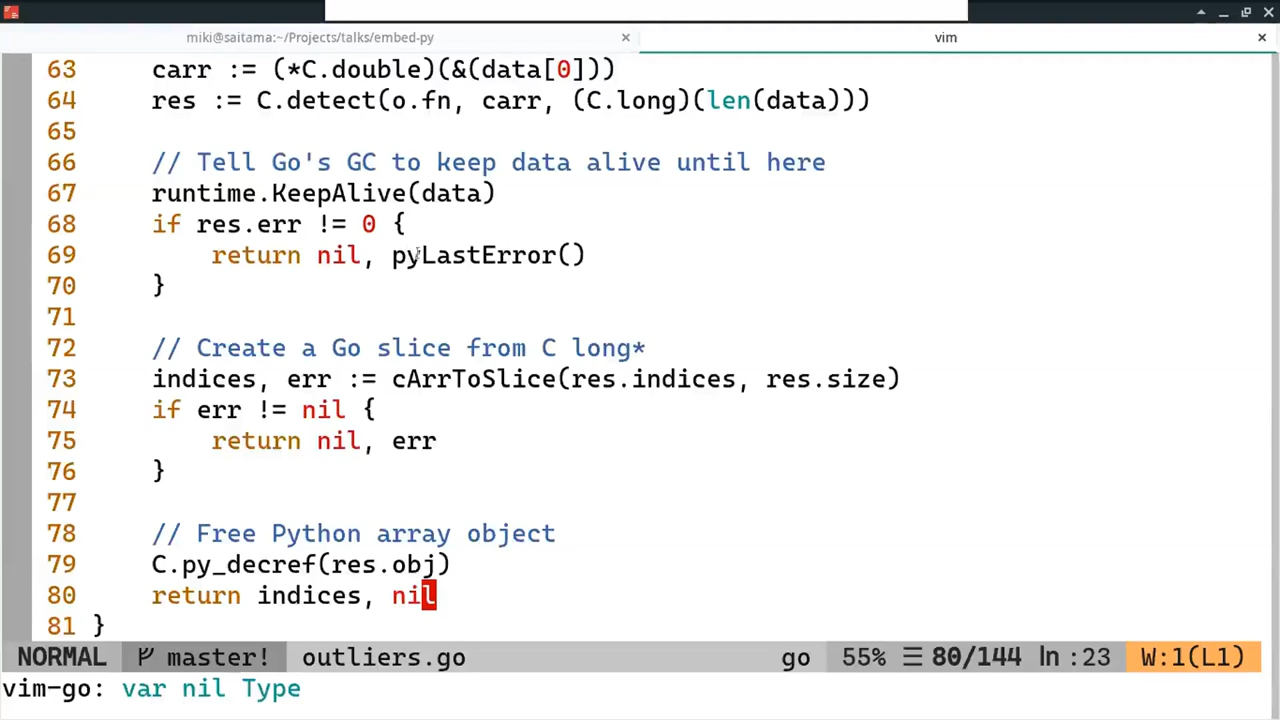 miki@saitama:~/Projects/talks/embed-py
vim
63 carr := (*C.double)(&(data[0]))
64 res := C.detect(o.fn, carr, (C.long)(len(data)))
65
66 // Tell Go's GC to keep data alive until here
67 runtime.KeepAlive(data)
68 if res.err != 0 {
69 return nil, pyLastError()
70 }
71
72 // Create a Go slice from C long*
73 indices, err := cArrToSlice(res.indices, res.size)
74 if err != nil {
75 return nil, err
76 }
77
78 // Free Python array object
79 C.py_decref(res.obj)
80 return indices, nil
81 }
NORMAL master! outliers.go go 55% ☰ 80/144 ln :23 W:1(L1)
vim-go: var nil Type